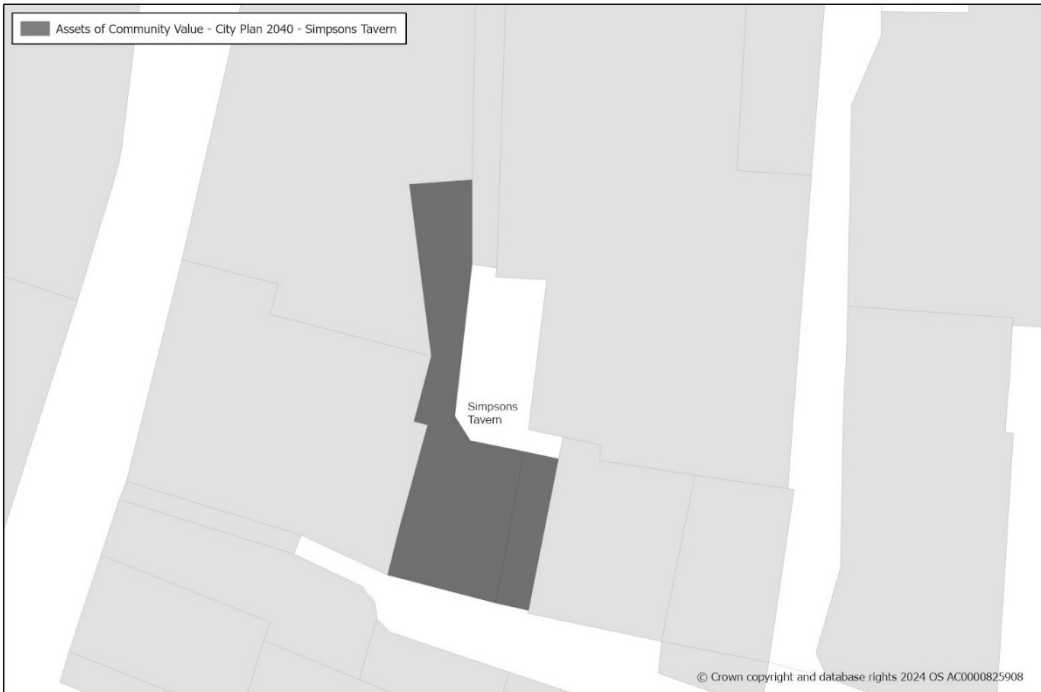 Assets of Community Value - City Plan 2040 - Simpsons Tavern
Simpsons
Tavern
© Crown copyright and database rights 2024 OS AC0000825908